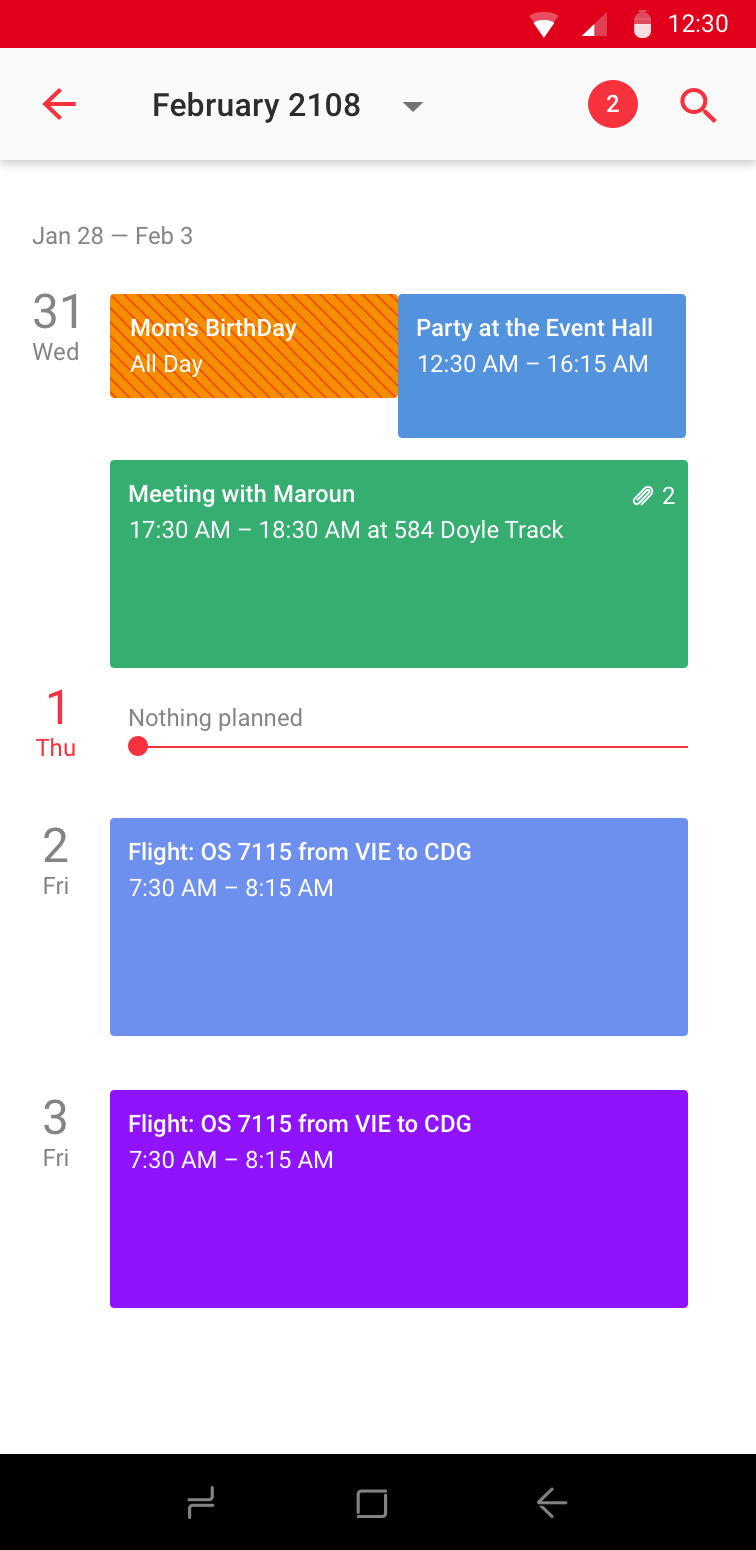 12:30
February 2108
2
Jan 28 — Feb 3
31
Wed
Mom’s BirthDay
All Day
Party at the Event Hall
12:30 AM – 16:15 AM
Meeting with Maroun
2
17:30 AM – 18:30 AM at 584 Doyle Track
1
Thu
Nothing planned
2
Fri
Flight: OS 7115 from VIE to CDG
7:30 AM – 8:15 AM
3
Fri
Flight: OS 7115 from VIE to CDG
7:30 AM – 8:15 AM